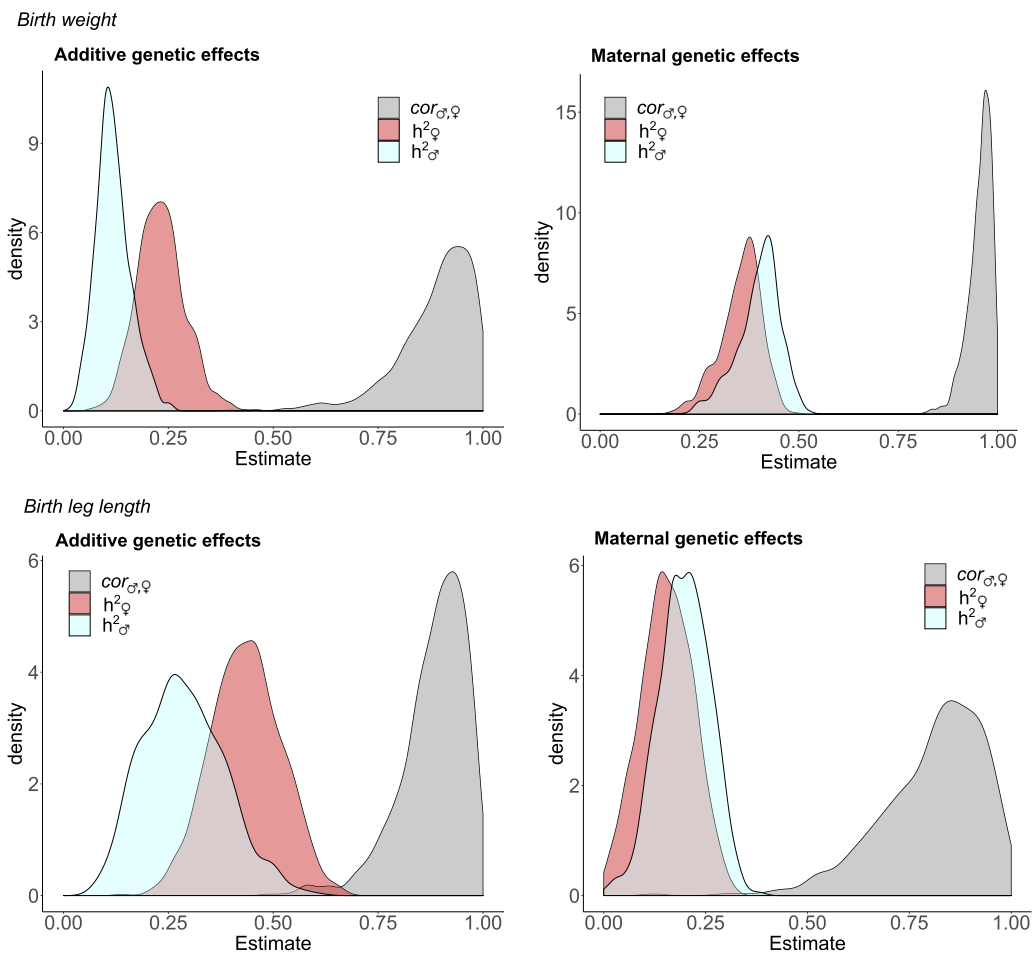 Birth weight
Additive genetic effects
Maternal genetic effects
cor♂,♀
h²♀
h²♂
cor♂,♀
h²♀
h²♂
density
9
6
3
0
0.00 0.25 0.50 0.75 1.00
Estimate
density
15
10
5
0
0.00 0.25 0.50 0.75 1.00
Estimate
Birth leg length
Additive genetic effects
Maternal genetic effects
cor♂,♀
h²♀
h²♂
cor♂,♀
h²♀
h²♂
density
6
4
2
0
0.00 0.25 0.50 0.75 1.00
Estimate
density
6
4
2
0
0.00 0.25 0.50 0.75 1.00
Estimate